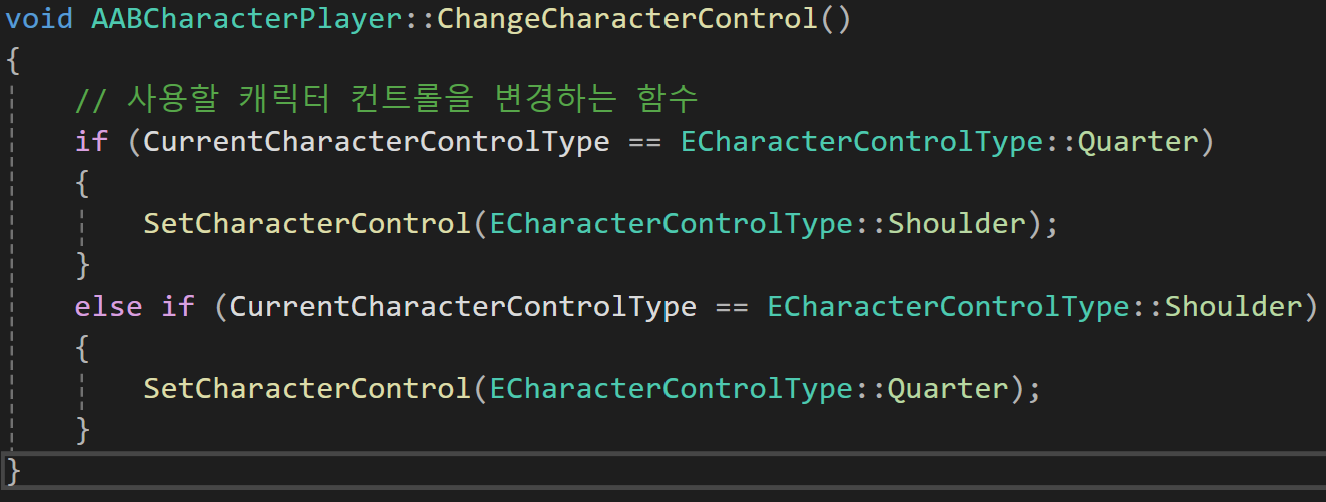 void AABCharacterPlayer::ChangeCharacterControl()
{
// 사용할 캐릭터 컨트롤을 변경하는 함수
if (CurrentCharacterControlType == ECharacterControlType::Quarter)
{
SetCharacterControl(ECharacterControlType::Shoulder);
}
else if (CurrentCharacterControlType == ECharacterControlType::Shoulder)
{
SetCharacterControl(ECharacterControlType::Quarter);
}
}